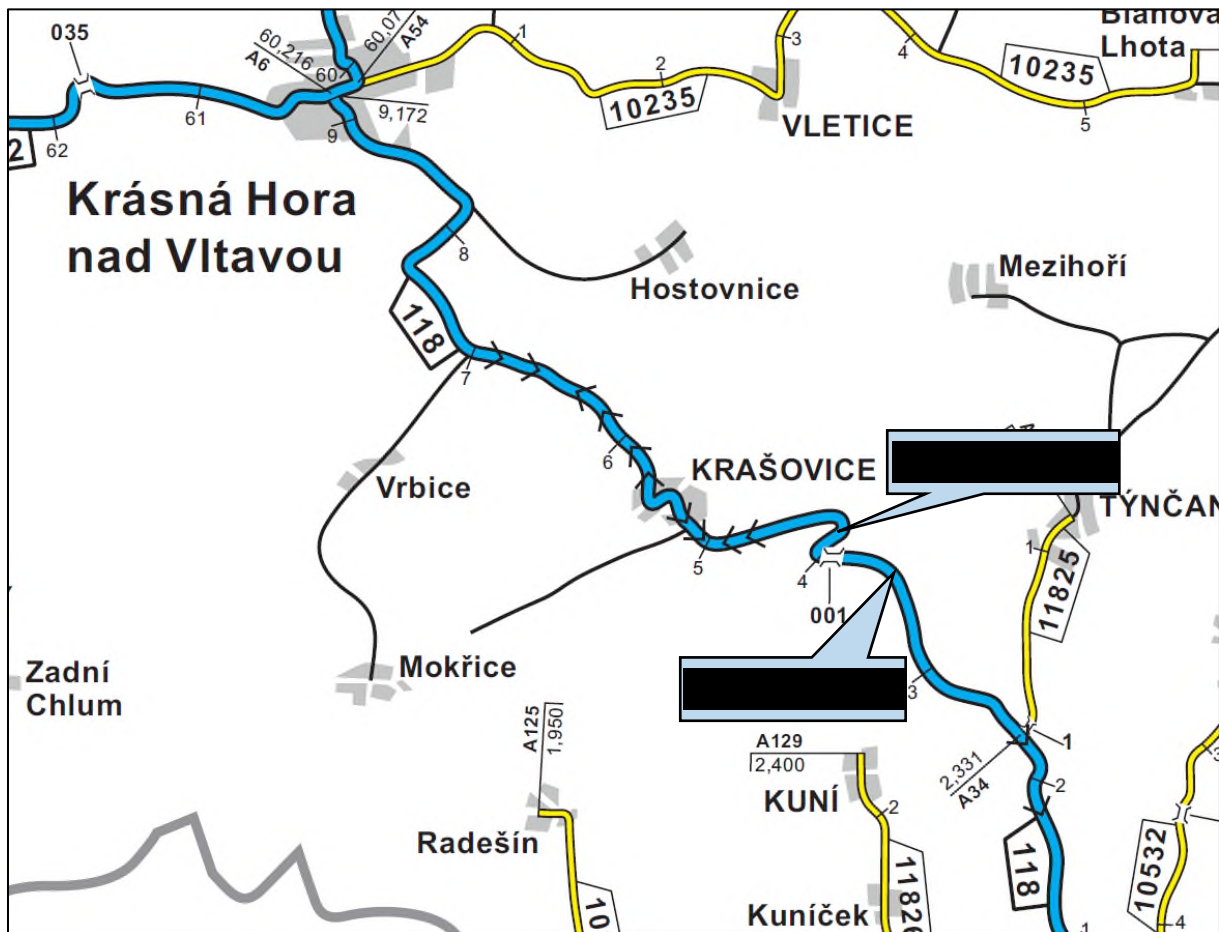 035
60,216
A6
60,07
A54
60
61
62
2
9,172
9
1
2
3
4
5
10235
10235
VLETICE
Lhota
Krásná Hora
nad Vltavou
8
Hostovnice
Mezihoří
118
7
6
KRAŠOVICE
Vrbice
TÝNČAN
5
4
001
1
11825
Mokřice
Zadní
Chlum
3
A125
1,950
A129
2,400
2,331
A34
1
2
KUNÍ
2
Radešín
118
10532
3
4
10
11826
Kuníček
1